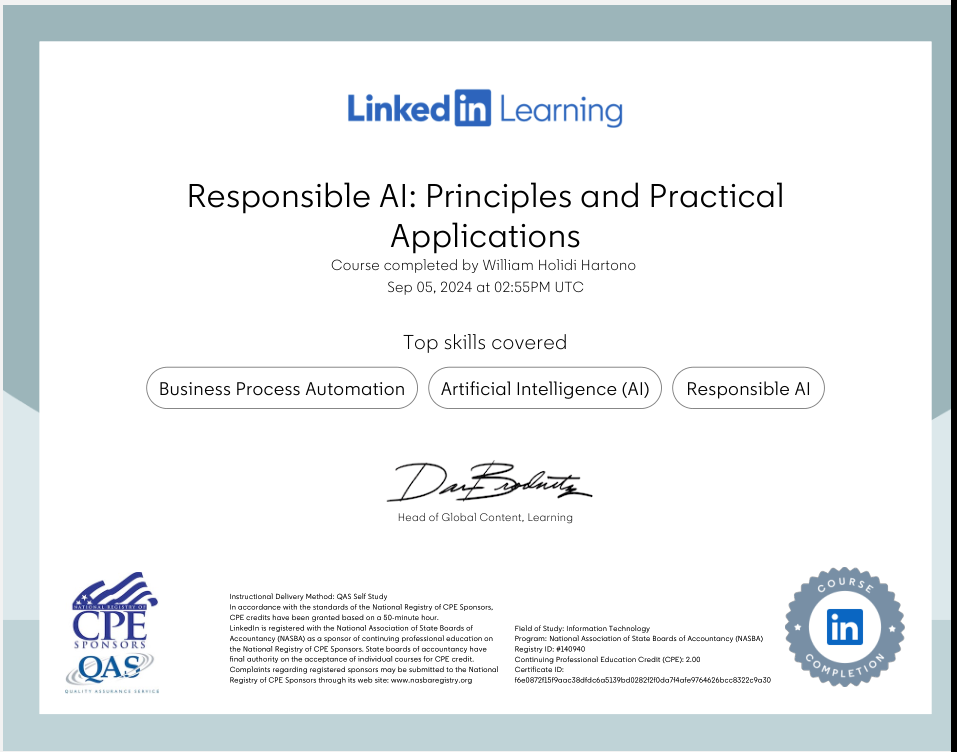 Linked in Learning
Responsible AI: Principles and Practical
Applications
Course completed by William Holidi Hartono
Sep 05, 2024 at 02:55PM UTC
Top skills covered
Business Process Automation
Artificial Intelligence (AI)
Responsible AI
Dan Brodnitz
Head of Global Content, Learning
NATIONAL REGISTRY OF
CPE
SPONSORS
QAS
QUALITY ASSURANCE SERVICE
Instructional Delivery Method: QAS Self Study
In accordance with the standards of the National Registry of CPE Sponsors,
CPE credits have been granted based on a 50-minute hour.
LinkedIn is registered with the National Association of State Boards of
Accountancy (NASBA) as a sponsor of continuing professional education on
the National Registry of CPE Sponsors. State boards of accountancy have
final authority on the acceptance of individual courses for CPE credit.
Complaints regarding registered sponsors may be submitted to the National
Registry of CPE Sponsors through its web site: www.nasbaregistry.org
Field of Study: Information Technology
Program: National Association of State Boards of Accountancy (NASBA)
Registry ID: #140940
Continuing Professional Education Credit (CPE): 2.00
Certificate ID:
COURSE
in
COMPLETION